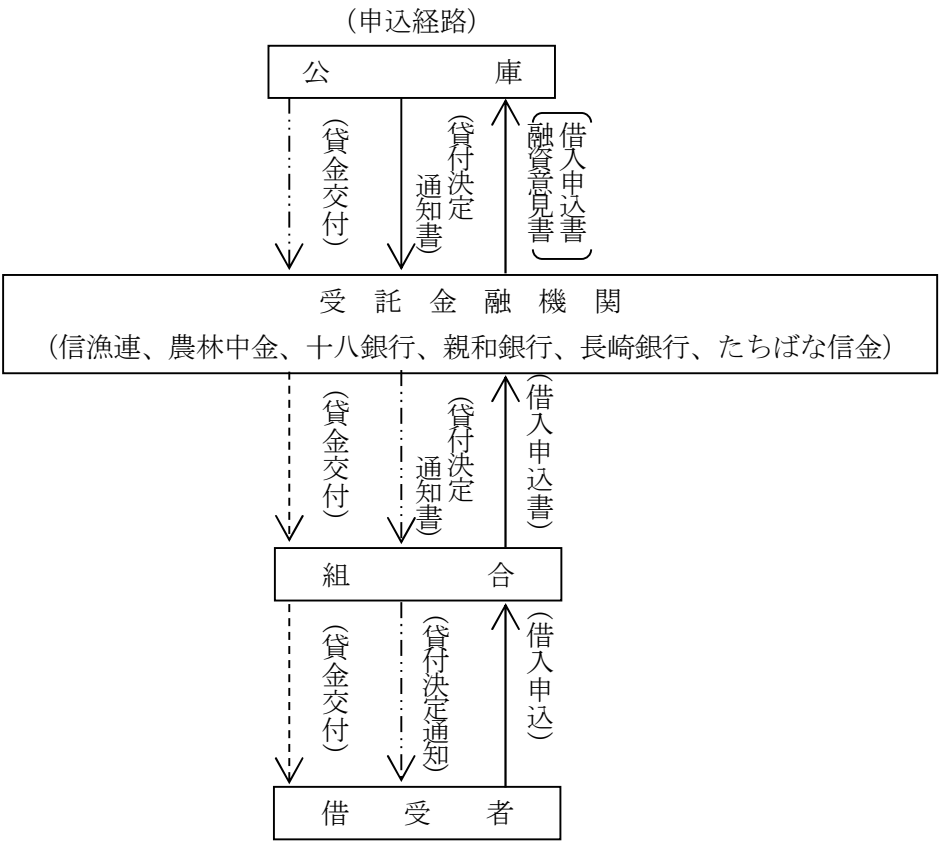 （申込経路）
公庫
（貸金交付）
（貸付決定
通知書）
借入申込書
融資意見書
受託金融機関
（信漁連、農林中金、十八銀行、親和銀行、長崎銀行、たちばな信金）
（貸金交付）
（貸付決定
通知書）
（借入申込書）
組合
（貸金交付）
（貸付決定通知）
（借入申込）
借受者